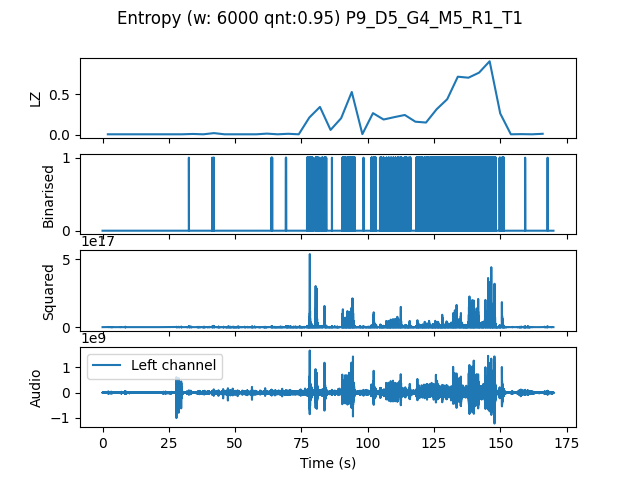 Entropy (w: 6000 qnt:0.95) P9_D5_G4_M5_R1_T1
LZ
0.5
0.0
Binarised
1
0
1e17
Squared
5
0
1e9
Audio
1
0
−1
Left channel
0 25 50 75 100 125 150 175
Time (s)